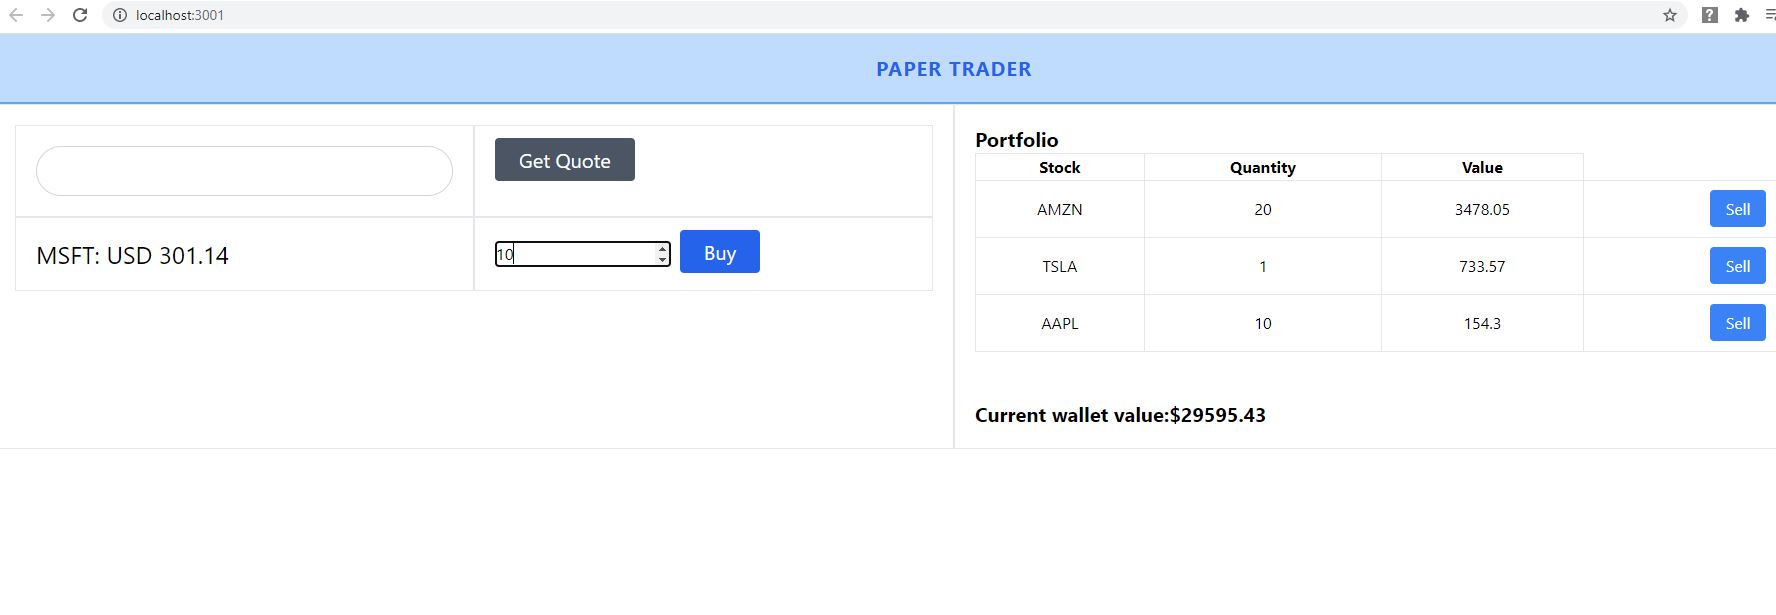 localhost:3001
PAPER TRADER
Get Quote
MSFT: USD 301.14
10
Buy
Portfolio
Stock Quantity Value
AMZN 20 3478.05 Sell
TSLA 1 733.57 Sell
AAPL 10 154.3 Sell
Current wallet value:$29595.43